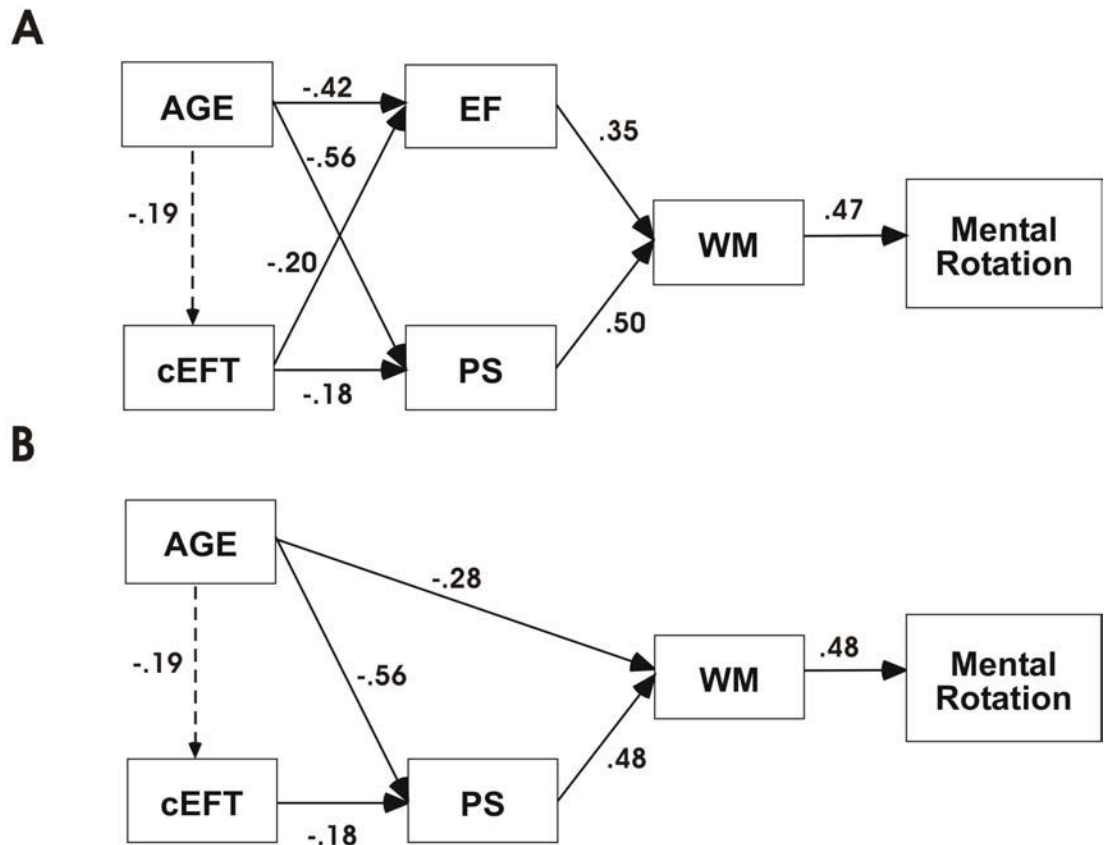 A
AGE
-.42
EF
-.56
.35
-.19
-.20
WM
.47
Mental
Rotation
.50
cEFT
-.18
PS
B
AGE
-.28
-.19
-.56
WM
.48
Mental
Rotation
.48
cEFT
-.18
PS